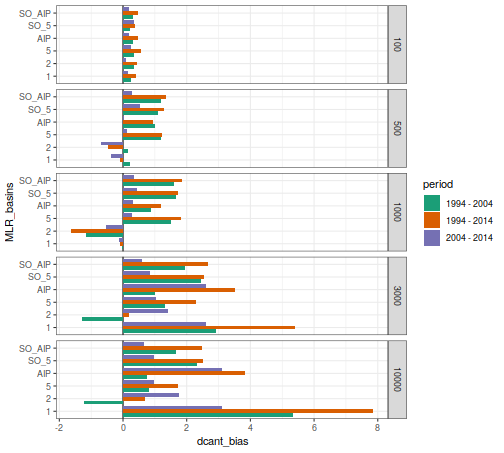 SO_AIP
SO_5
AIP
5
2
1
100
SO_AIP
SO_5
AIP
5
2
1
500
SO_AIP
SO_5
AIP
5
2
1
1000
SO_AIP
SO_5
AIP
5
2
1
3000
SO_AIP
SO_5
AIP
5
2
1
10000
-2 0 2 4 6 8
dcant_bias
MLR_basins
period
1994 - 2004
1994 - 2014
2004 - 2014